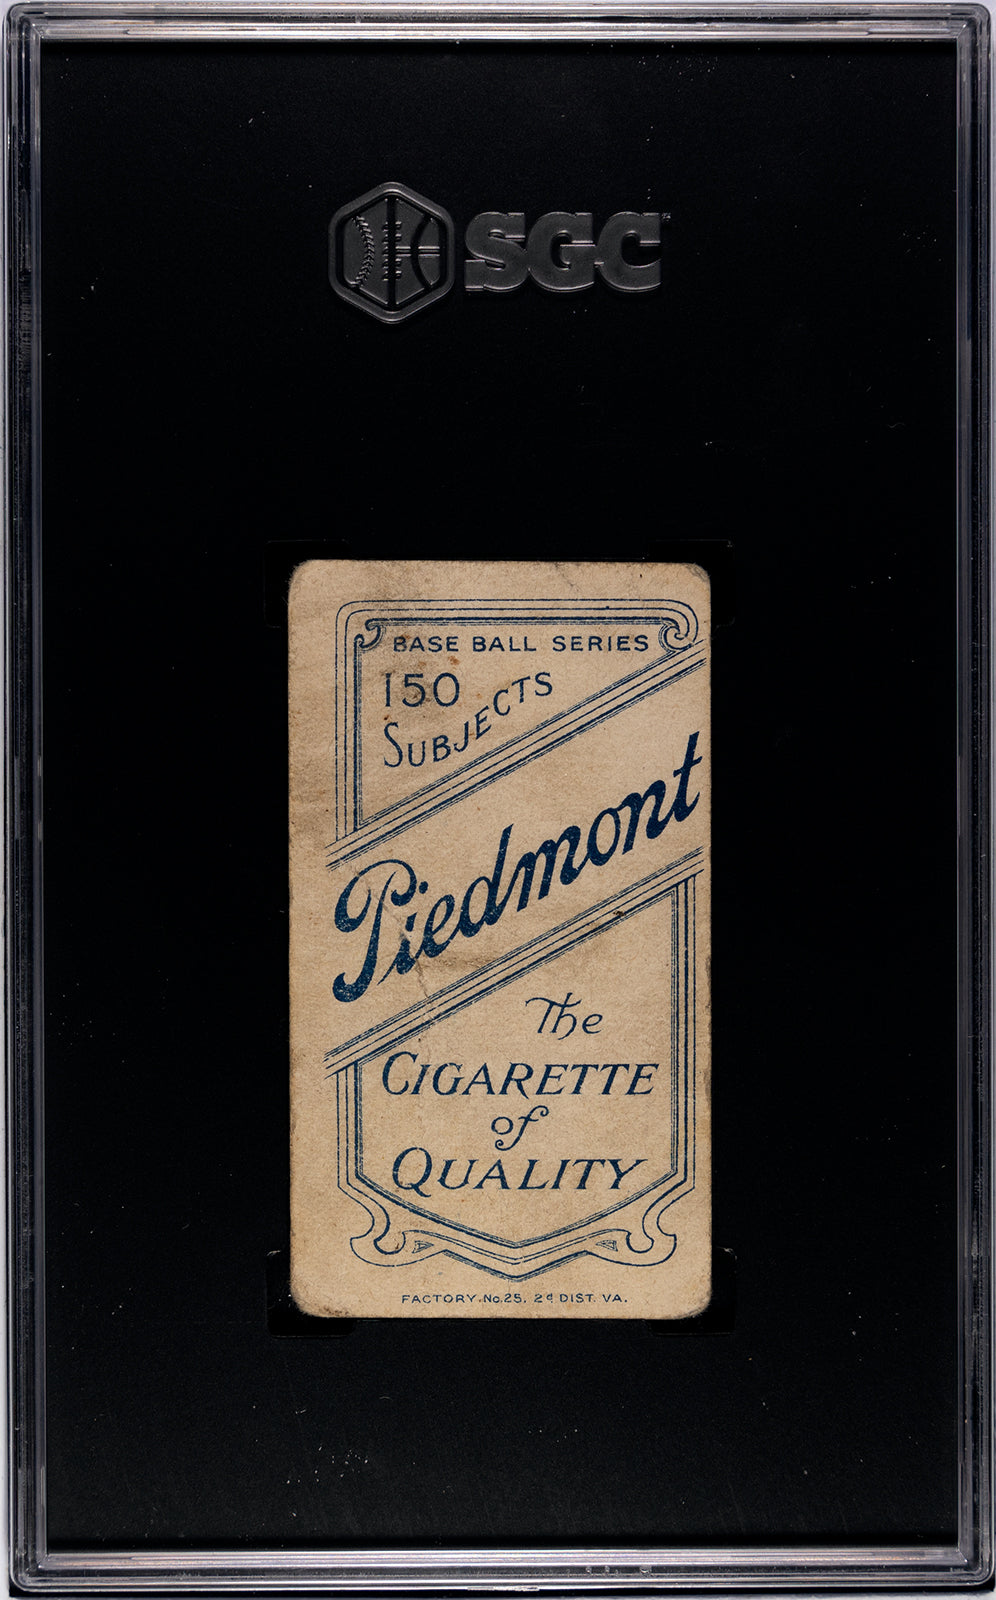 SGC
BASE BALL SERIES
150
SUBJECTS
Piedmont
The
CIGARETTE
of
QUALITY
FACTORY No. 25. 2d DIST. VA.